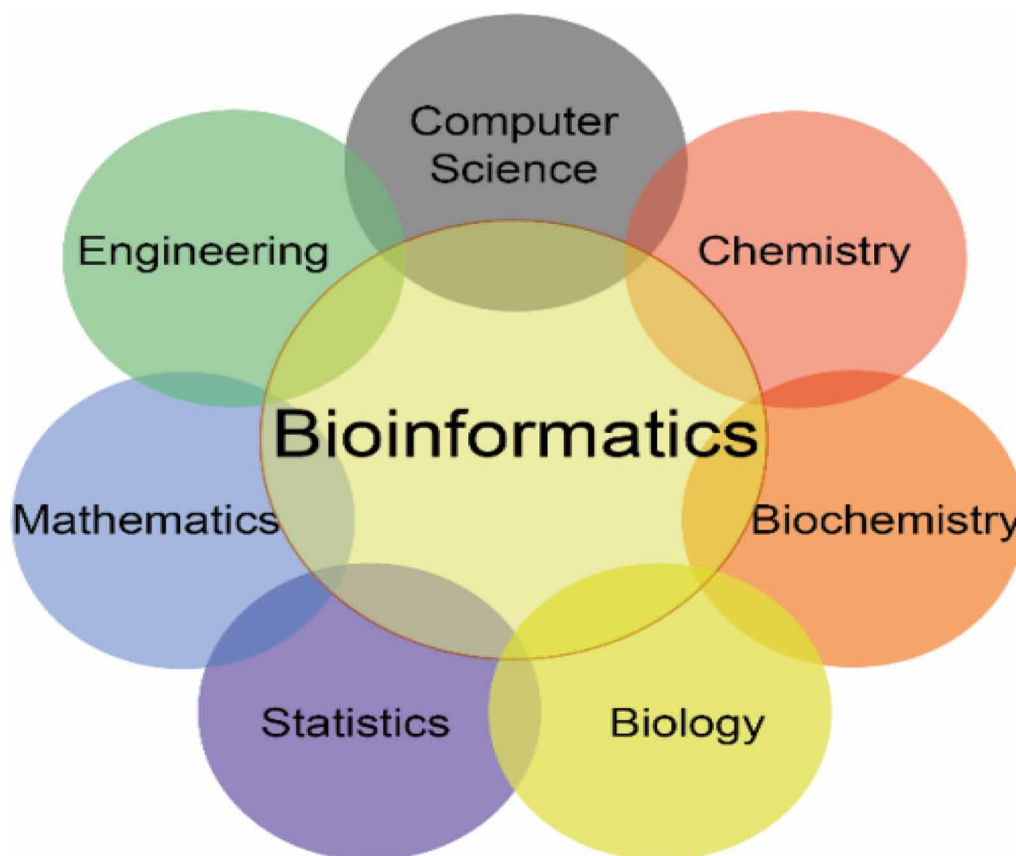 Computer
Science
Engineering
Chemistry
Bioinformatics
Mathematics
Biochemistry
Statistics
Biology